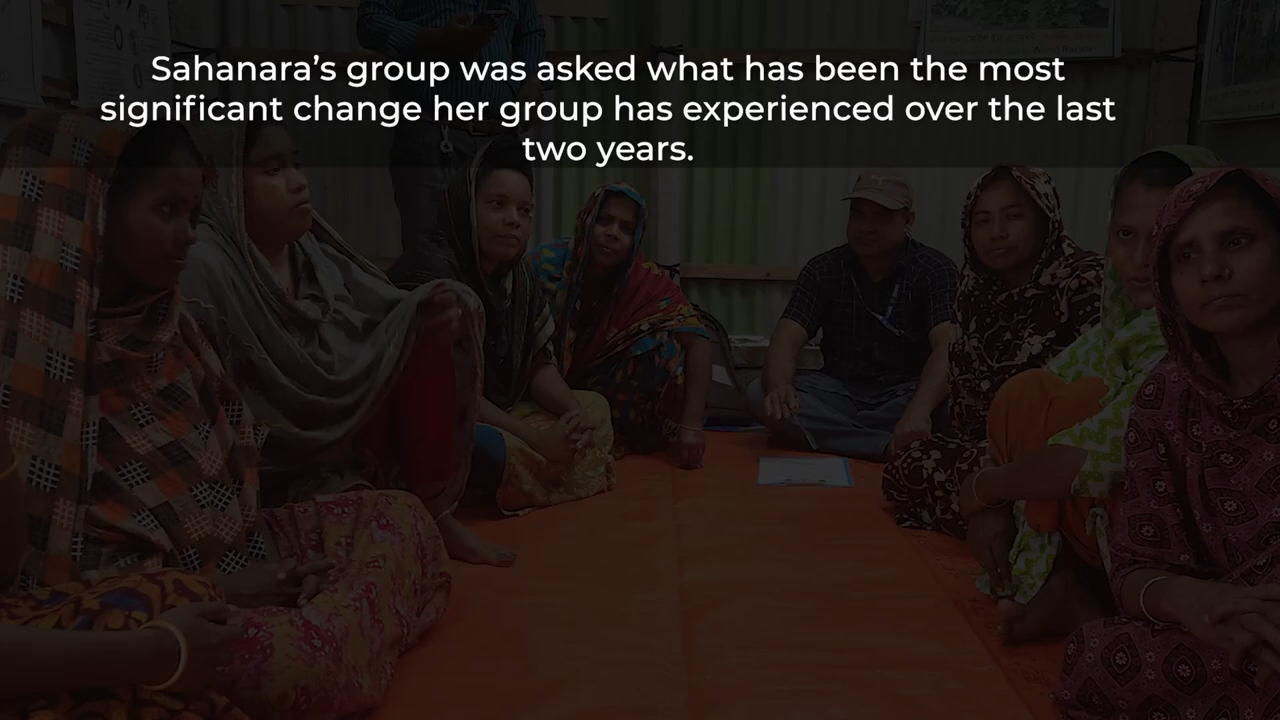 Sahanara’s group was asked what has been the most
significant change her group has experienced over the last
two years.